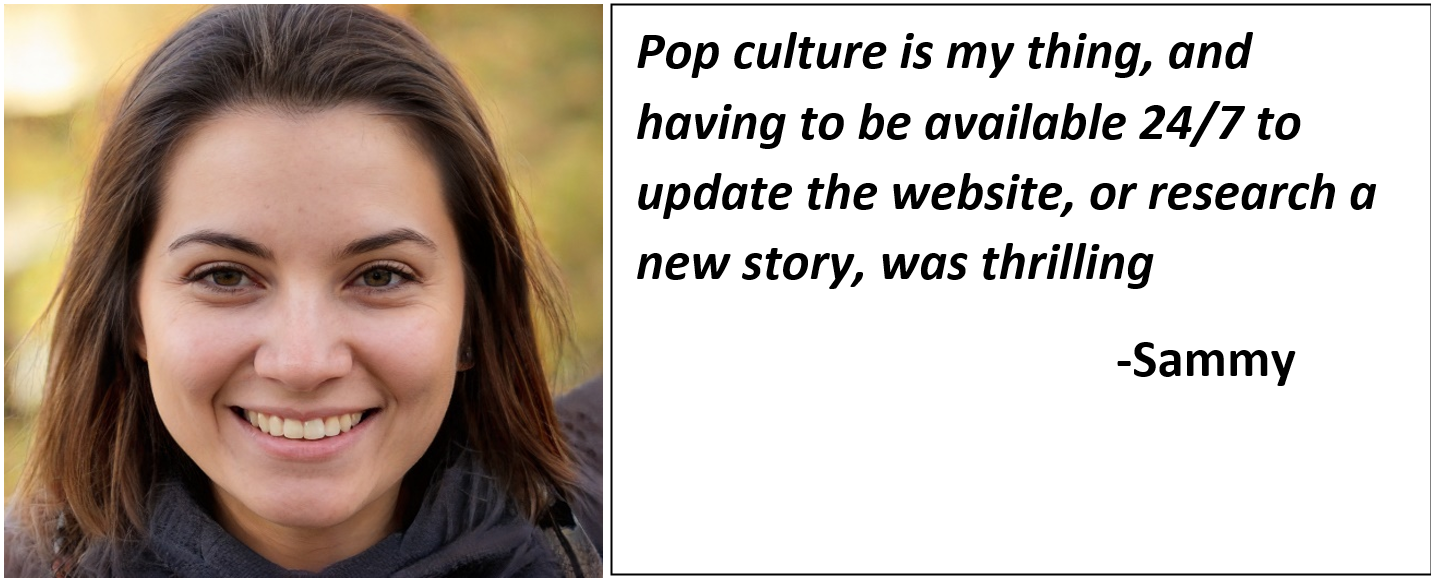 Pop culture is my thing, and
having to be available 24/7 to
update the website, or research a
new story, was thrilling
-Sammy